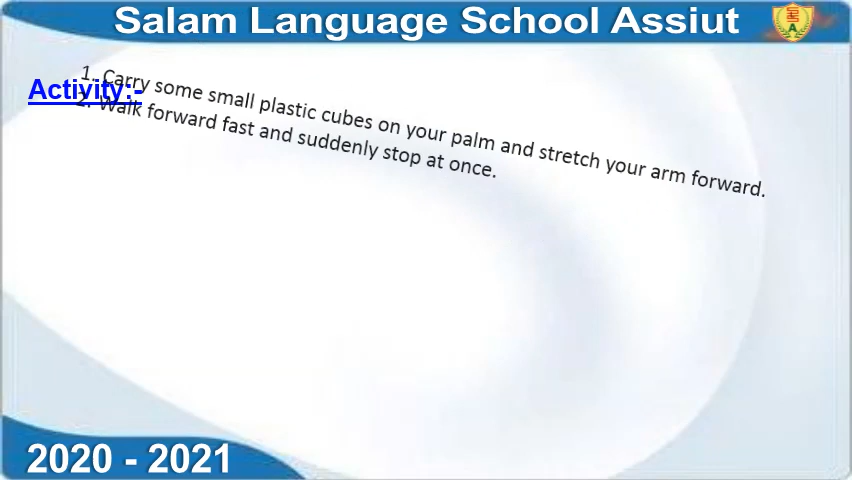 Salam Language School Assiut
Activity:-
1. Carry some small plastic cubes on your palm and stretch your arm forward.
2. Walk forward fast and suddenly stop at once.
2020 - 2021